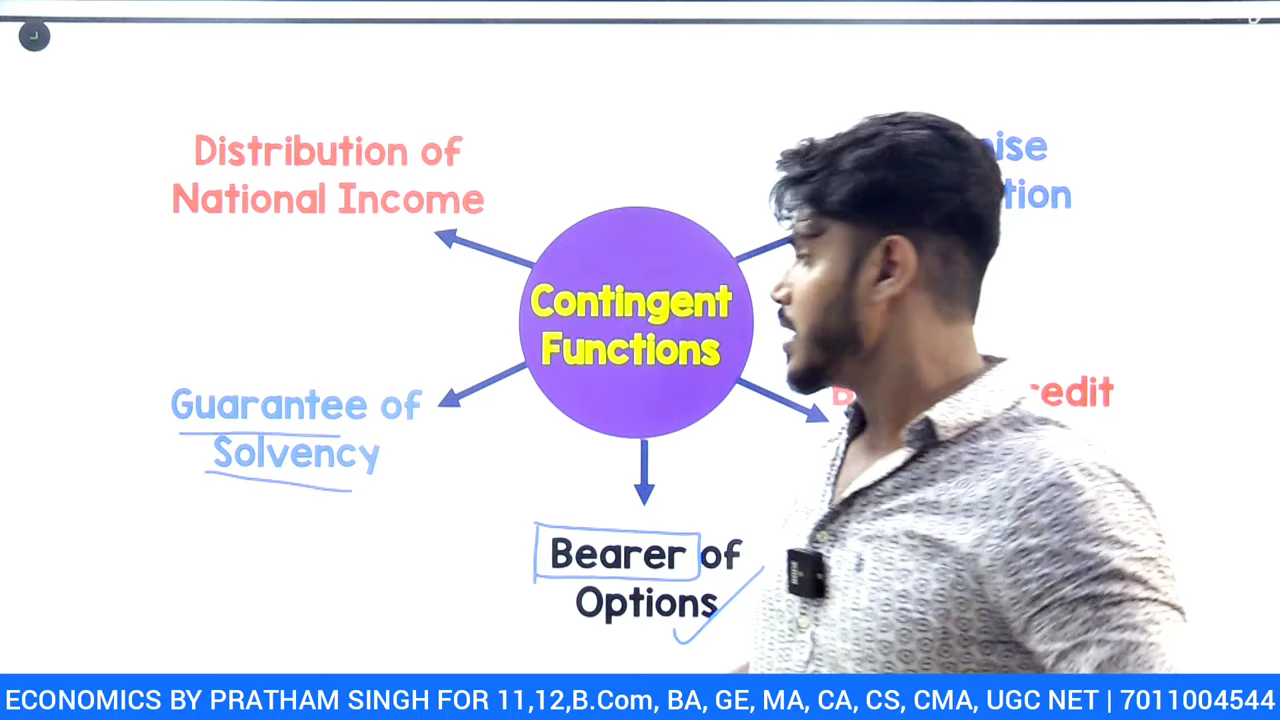 Distribution of
National Income
Contingent
Functions
Guarantee of
Solvency
Bearer of
Options
ECONOMICS BY PRATHAM SINGH FOR 11,12,B.Com, BA, GE, MA, CA, CS, CMA, UGC NET | 7011004544